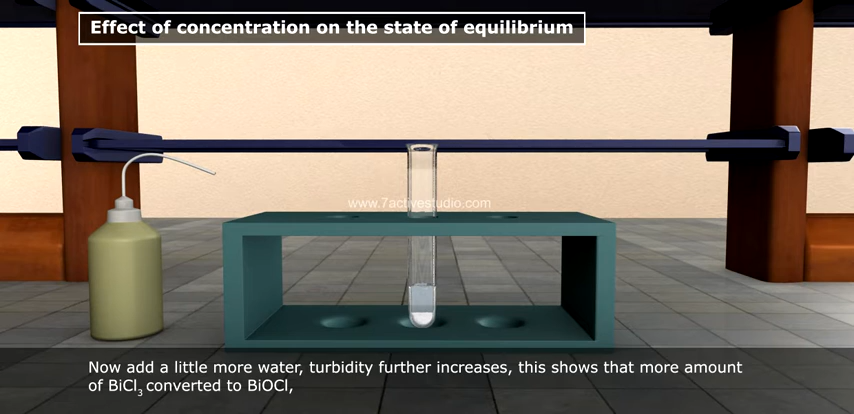 Effect of concentration on the state of equilibrium
www.7activestudio.com
Now add a little more water, turbidity further increases, this shows that more amount
of BiCl₃ converted to BiOCl,